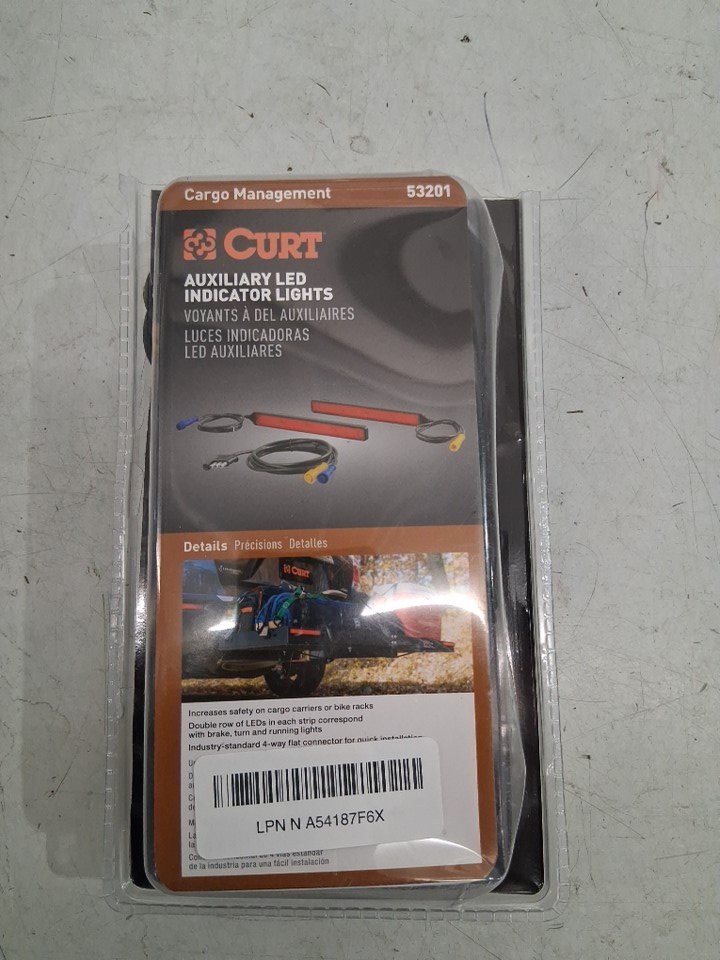 Cargo Management 53201
CURT
AUXILIARY LED
INDICATOR LIGHTS
VOYANTS À DEL AUXILIAIRES
LUCES INDICADORAS
LED AUXILIARES
Details Précisions Detalles
CURT
Increases safety on cargo carriers or bike racks
Double row of LEDs in each strip correspond
with brake, turn and running lights
Industry-standard 4-way flat connector for quick installation
LPN N A54187F6X
de la industria para una fácil instalación